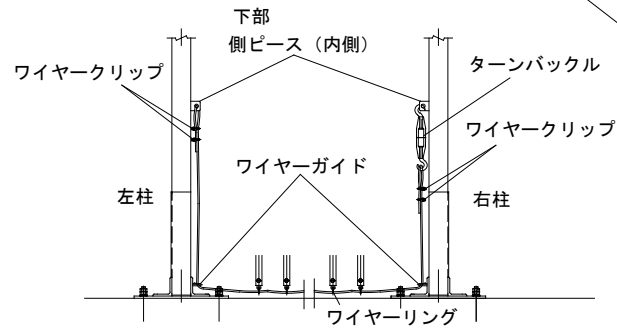 下部
側ピース（内側）
ワイヤークリップ
ターンバックル
ワイヤークリップ
ワイヤーガイド
左柱
右柱
ワイヤーリング